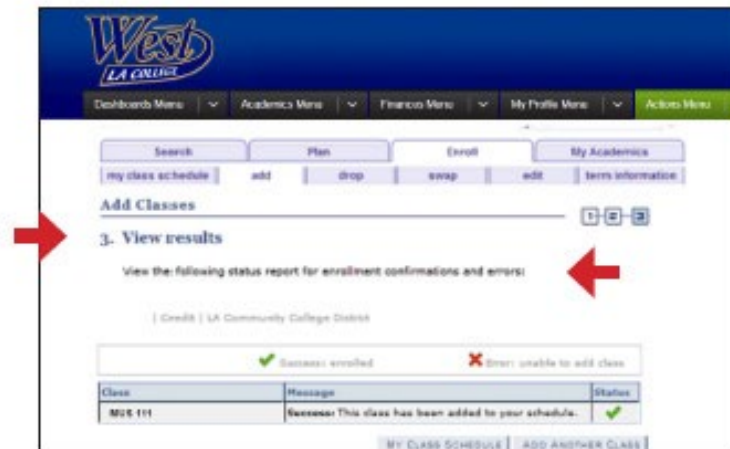 West
LA COLLEGE
Dashboards Menu Academics Menu Finances Menu My Profile Menu Actions Menu
Search Plan Enroll My Academics
my class schedule add drop swap edit term information
Add Classes
1 2 3
3. View results
View the following status report for enrollment confirmations and errors:
| Credit | LA Community College District
Success: enrolled Error: unable to add class
Class Message Status
MUS 111 Success: This class has been added to your schedule.
MY CLASS SCHEDULE ADD ANOTHER CLASS